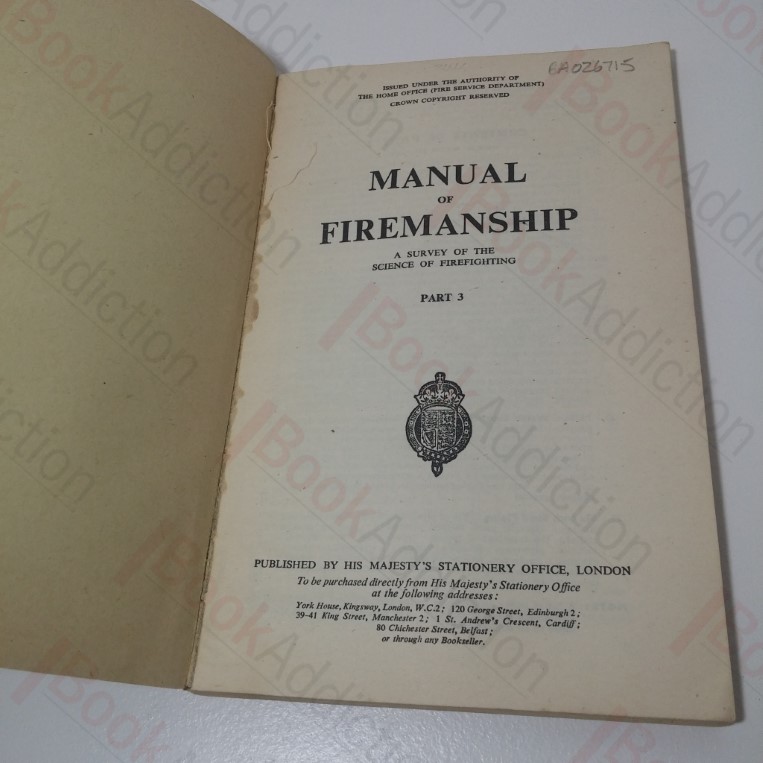 BA026715
ISSUED UNDER THE AUTHORITY OF
THE HOME OFFICE (FIRE SERVICE DEPARTMENT)
CROWN COPYRIGHT RESERVED
MANUAL
OF
FIREMANSHIP
A SURVEY OF THE
SCIENCE OF FIREFIGHTING
PART 3
PUBLISHED BY HIS MAJESTY'S STATIONERY OFFICE, LONDON
To be purchased directly from His Majesty's Stationery Office
at the following addresses:
York House, Kingsway, London, W.C.2; 120 George Street, Edinburgh 2;
39-41 King Street, Manchester 2; 1 St. Andrew's Crescent, Cardiff;
80 Chichester Street, Belfast;
or through any Bookseller.
BookAddiction